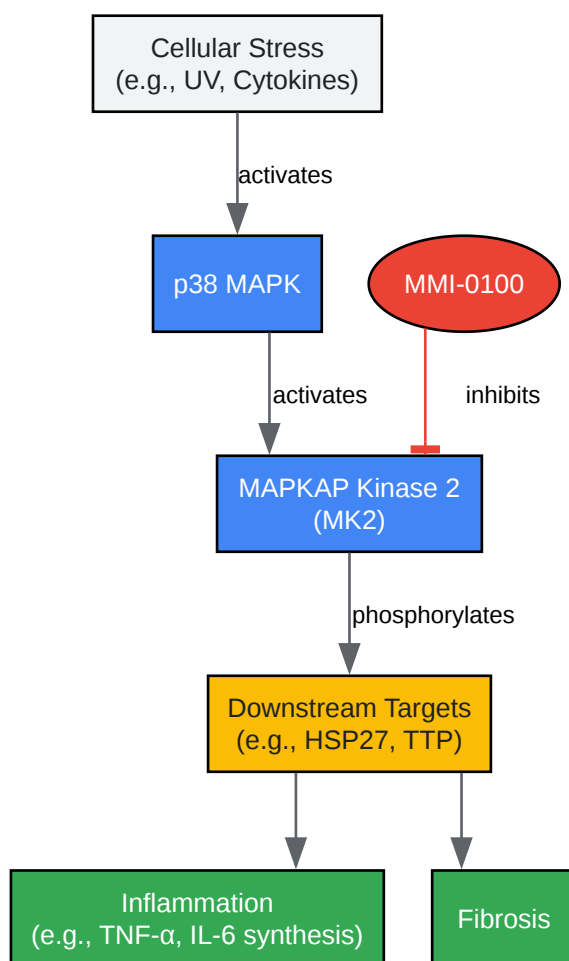 Cellular Stress
(e.g., UV, Cytokines)
activates
p38 MAPK
MMI-0100
activates
inhibits
MAPKAP Kinase 2
(MK2)
phosphorylates
Downstream Targets
(e.g., HSP27, TTP)
Inflammation
(e.g., TNF-α, IL-6 synthesis)
Fibrosis